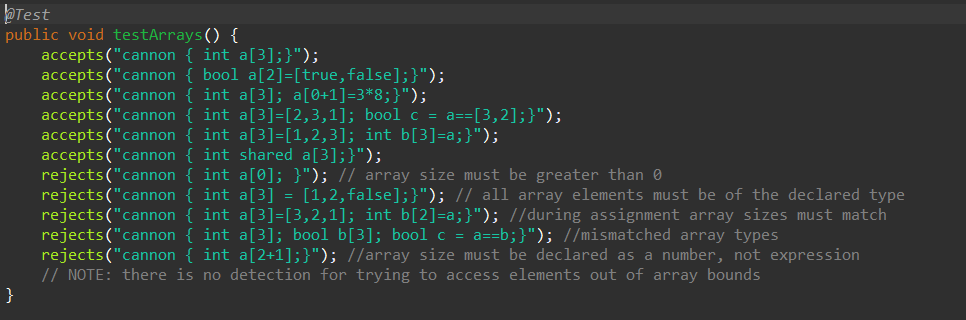 @Test
public void testArrays() {
    accepts("cannon { int a[3];}");
    accepts("cannon { bool a[2]=[true,false];}");
    accepts("cannon { int a[3]; a[0+1]=3*8;}");
    accepts("cannon { int a[3]=[2,3,1]; bool c = a==[3,2];}");
    accepts("cannon { int a[3]=[1,2,3]; int b[3]=a;}");
    accepts("cannon { int shared a[3];}");
    rejects("cannon { int a[0]; }"); // array size must be greater than 0
    rejects("cannon { int a[3] = [1,2,false];}"); // all array elements must be of the declared type
    rejects("cannon { int a[3]=[3,2,1]; int b[2]=a;}"); //during assignment array sizes must match
    rejects("cannon { int a[3]; bool b[3]; bool c = a==b;}"); //mismatched array types
    rejects("cannon { int a[2+1];}"); //array size must be declared as a number, not expression
    // NOTE: there is no detection for trying to access elements out of array bounds
}